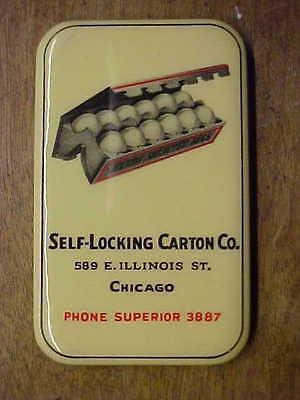 SELF-LOCKING CARTON CO.
589 E. ILLINOIS ST.
CHICAGO
PHONE SUPERIOR 3887